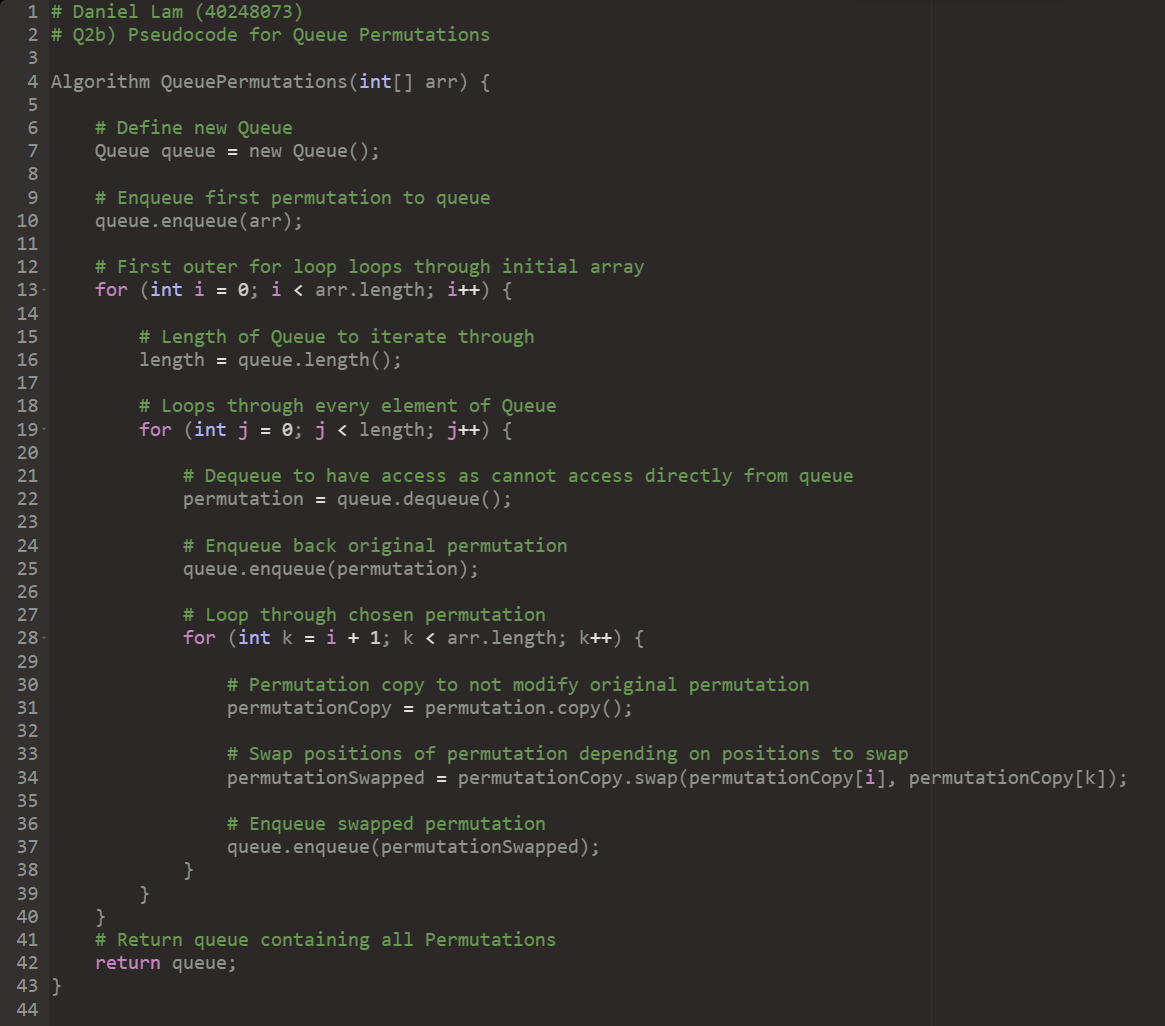 1 # Daniel Lam (40248073)
2 # Q2b) Pseudocode for Queue Permutations
3
4 Algorithm QueuePermutations(int[] arr) {
5
6     # Define new Queue
7     Queue queue = new Queue();
8
9     # Enqueue first permutation to queue
10     queue.enqueue(arr);
11
12     # First outer for loop loops through initial array
13     for (int i = 0; i < arr.length; i++) {
14
15         # Length of Queue to iterate through
16         length = queue.length();
17
18         # Loops through every element of Queue
19         for (int j = 0; j < length; j++) {
20
21             # Dequeue to have access as cannot access directly from queue
22             permutation = queue.dequeue();
23
24             # Enqueue back original permutation
25             queue.enqueue(permutation);
26
27             # Loop through chosen permutation
28             for (int k = i + 1; k < arr.length; k++) {
29
30                 # Permutation copy to not modify original permutation
31                 permutationCopy = permutation.copy();
32
33                 # Swap positions of permutation depending on positions to swap
34                 permutationSwapped = permutationCopy.swap(permutationCopy[i], permutationCopy[k]);
35
36                 # Enqueue swapped permutation
37                 queue.enqueue(permutationSwapped);
38             }
39         }
40     }
41     # Return queue containing all Permutations
42     return queue;
43 }
44